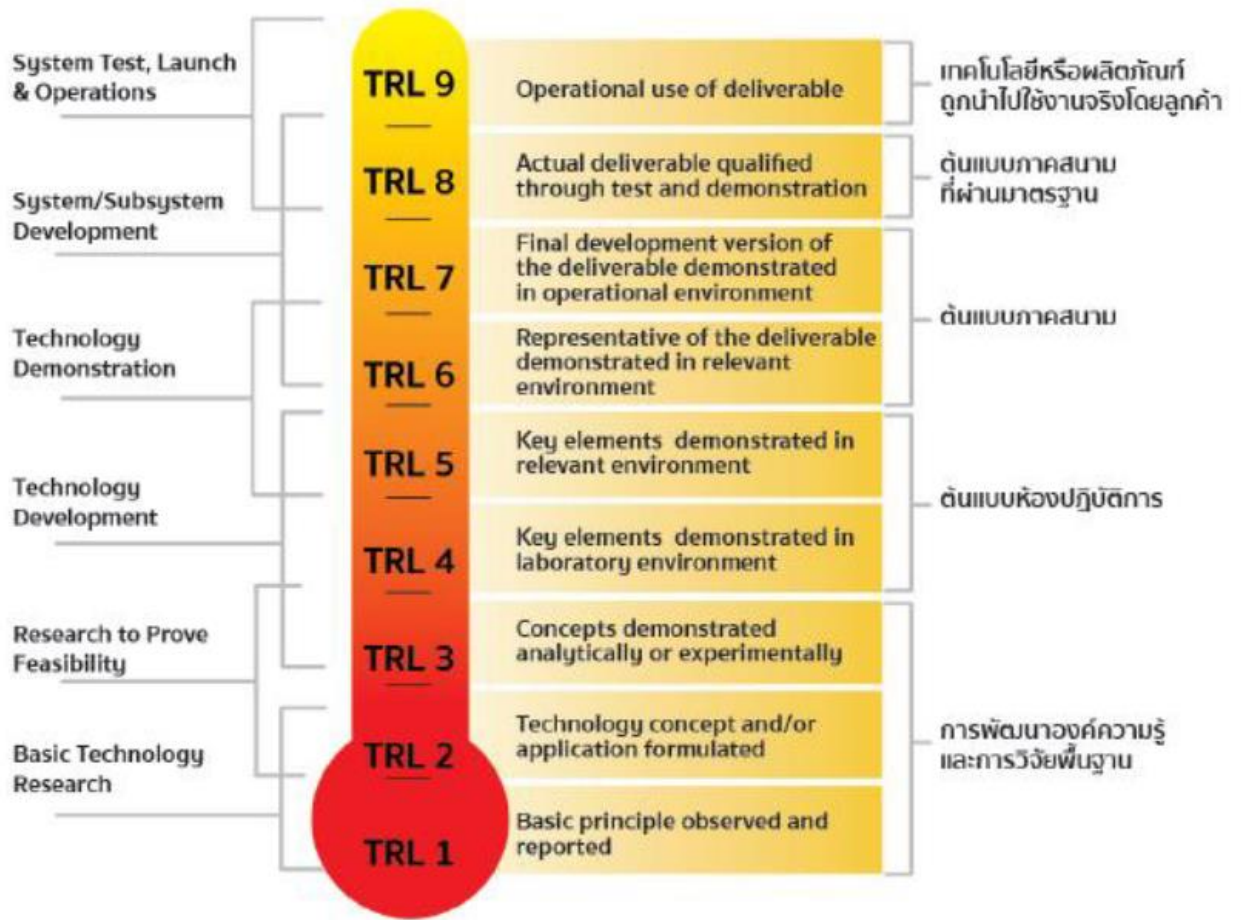 System Test, Launch
& Operations
System/Subsystem
Development
Technology
Demonstration
Technology
Development
Research to Prove
Feasibility
Basic Technology
Research
TRL 9
TRL 8
TRL 7
TRL 6
TRL 5
TRL 4
TRL 3
TRL 2
TRL 1
Operational use of deliverable
Actual deliverable qualified
through test and demonstration
Final development version of
the deliverable demonstrated
in operational environment
Representative of the deliverable
demonstrated in relevant
environment
Key elements demonstrated in
relevant environment
Key elements demonstrated in
laboratory environment
Concepts demonstrated
analytically or experimentally
Technology concept and/or
application formulated
Basic principle observed and
reported
เทคโนโลยีหรือผลิตภัณฑ์
ถูกนำไปใช้งานจริงโดยลูกค้า
ต้นแบบภาคสนาม
ที่ผ่านมาตรฐาน
ต้นแบบภาคสนาม
ต้นแบบห้องปฏิบัติการ
การพัฒนาองค์ความรู้
และการวิจัยพื้นฐาน